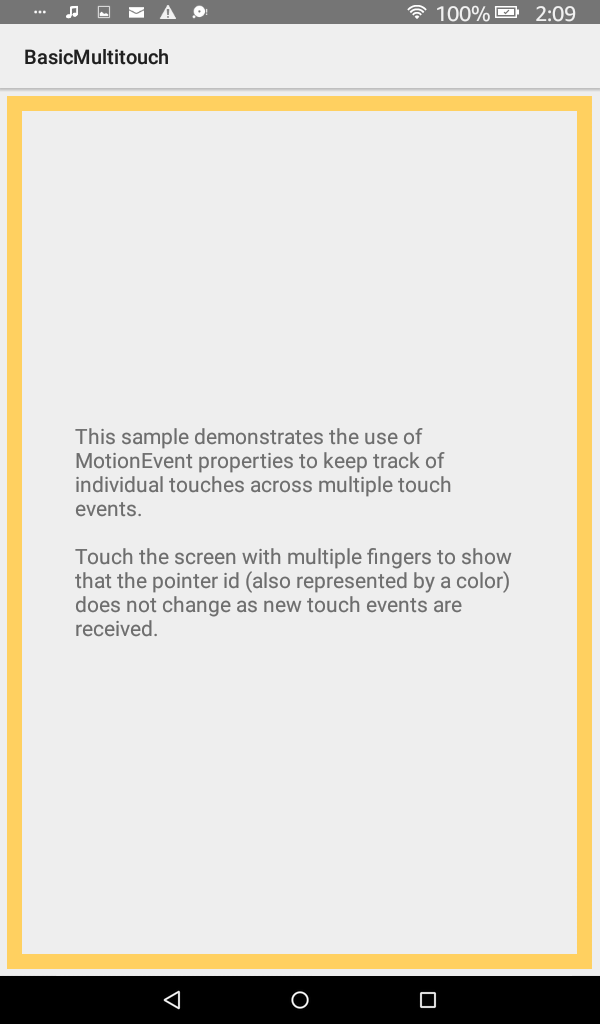 100% 2:09
BasicMultitouch
This sample demonstrates the use of
MotionEvent properties to keep track of
individual touches across multiple touch
events.
Touch the screen with multiple fingers to show
that the pointer id (also represented by a color)
does not change as new touch events are
received.